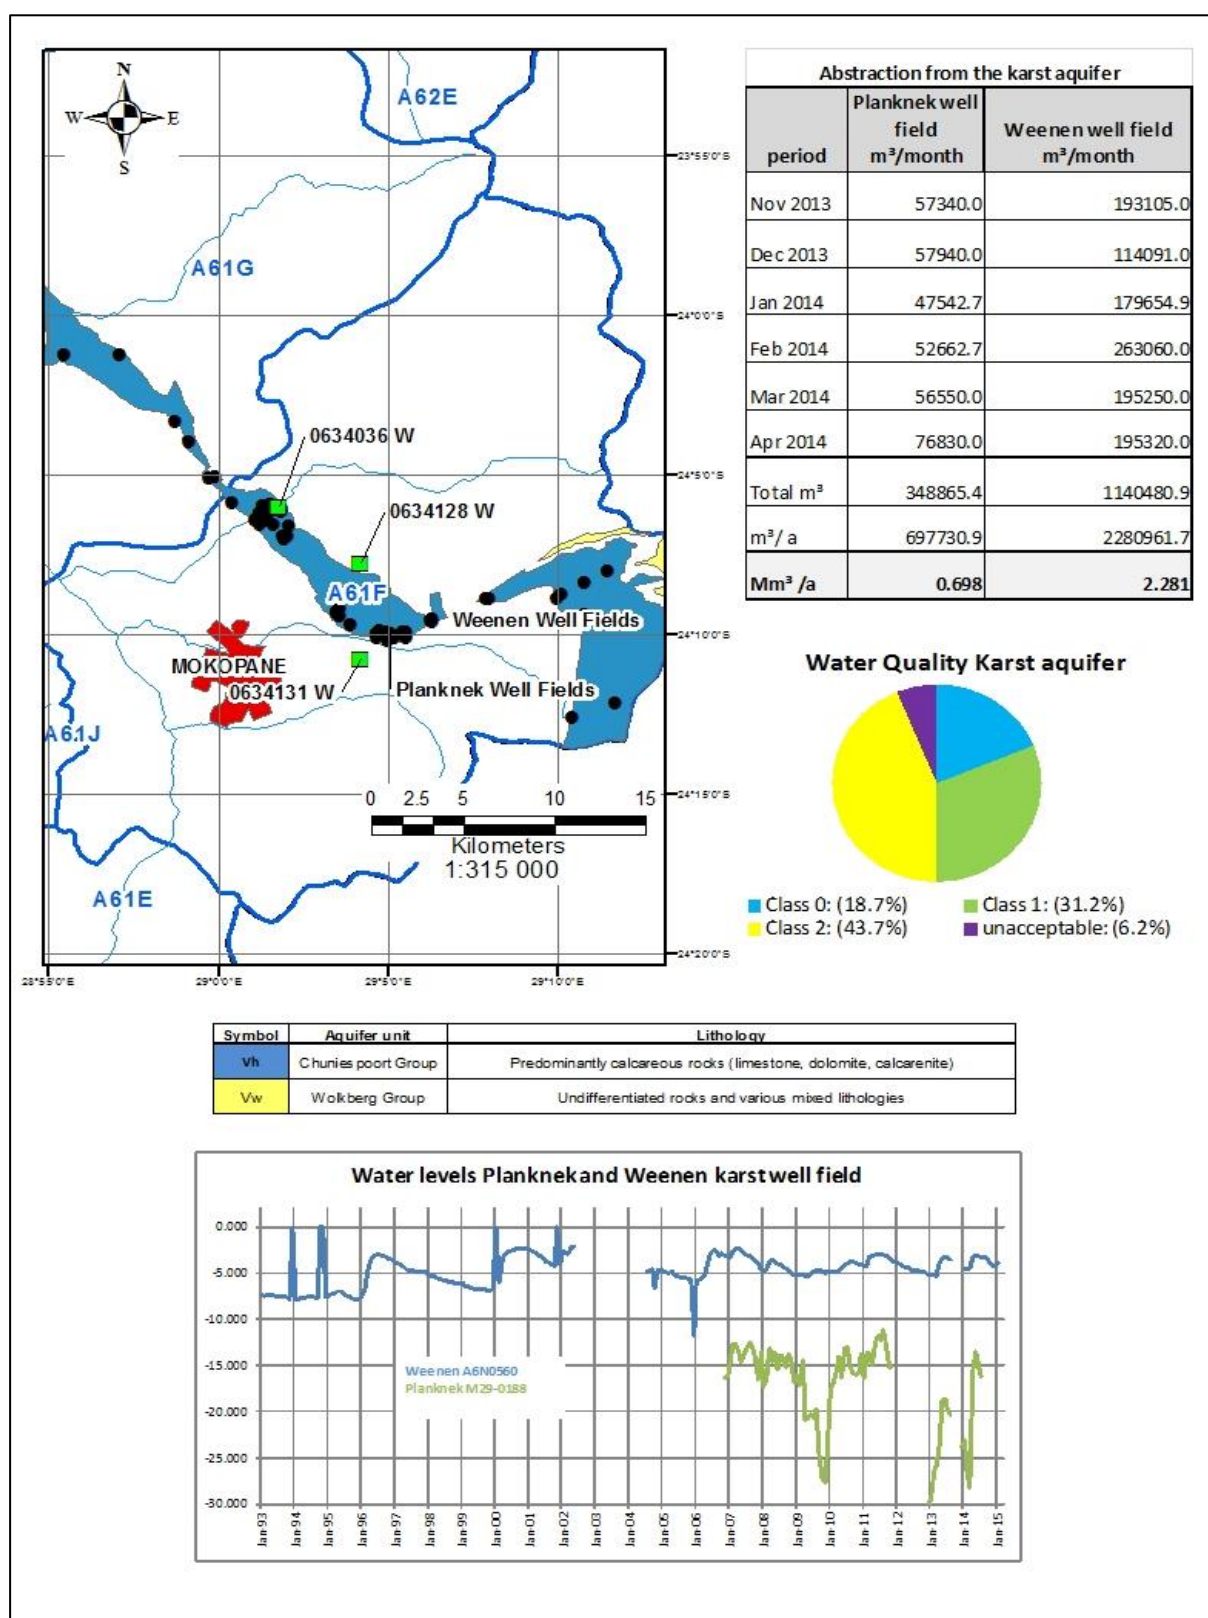 N
W E
S
A62E
23°55'0"S
A61G
24°0'0"S
0634036 W
24°5'0"S
0634128 W
A61F
Weenen Well Fields
24°10'0"S
MOKOPANE
0634131 W
Planknek Well Fields
A61J
0 2.5 5 10 15
24°15'0"S
Kilometers
1:315 000
A61E
24°20'0"S
28°55'0"E 29°0'0"E 29°5'0"E 29°10'0"E
Abstraction from the karst aquifer
period Planknek well field m³/month Weenen well field m³/month
Nov 2013 57340.0 193105.0
Dec 2013 57940.0 114091.0
Jan 2014 47542.7 179654.9
Feb 2014 52662.7 263060.0
Mar 2014 56550.0 195250.0
Apr 2014 76830.0 195320.0
Total m³ 348865.4 1140480.9
m³/ a 697730.9 2280961.7
Mm³ /a 0.698 2.281
Water Quality Karst aquifer
Class 0: (18.7%) Class 1: (31.2%)
Class 2: (43.7%) unacceptable: (6.2%)
Symbol Aquifer unit Lithology
Vh Chuniespoort Group Predominantly calcareous rocks (limestone, dolomite, calcarenite)
Vw Wolkberg Group Undifferentiated rocks and various mixed lithologies
Water levels Planknek and Weenen karst well field
0.000
-5.000
-10.000
-15.000
-20.000
-25.000
-30.000
Weenen A6N0560
Planknek M29-0188
Jan-93 Jan-94 Jan-95 Jan-96 Jan-97 Jan-98 Jan-99 Jan-00 Jan-01 Jan-02 Jan-03 Jan-04 Jan-05 Jan-06 Jan-07 Jan-08 Jan-09 Jan-10 Jan-11 Jan-12 Jan-13 Jan-14 Jan-15